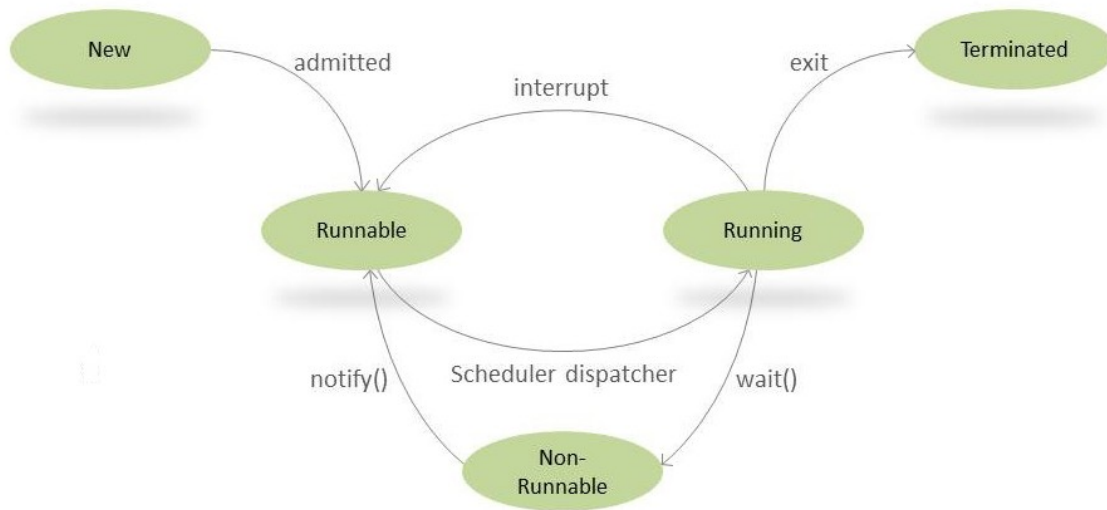 New
Terminated
admitted
exit
interrupt
Runnable
Running
notify()
Scheduler dispatcher
wait()
Non-
Runnable